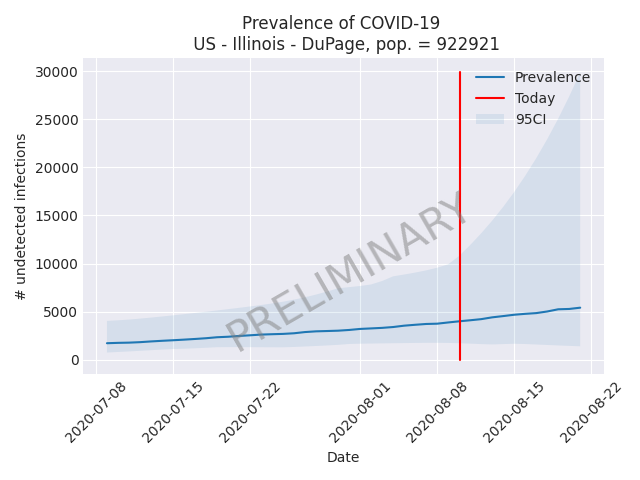 Prevalence of COVID-19
US - Illinois - DuPage, pop. = 922921
30000
25000
20000
15000
10000
5000
0
# undetected infections
Prevalence
Today
95CI
PRELIMINARY
2020-07-08
2020-07-15
2020-07-22
2020-08-01
2020-08-08
2020-08-15
2020-08-22
Date